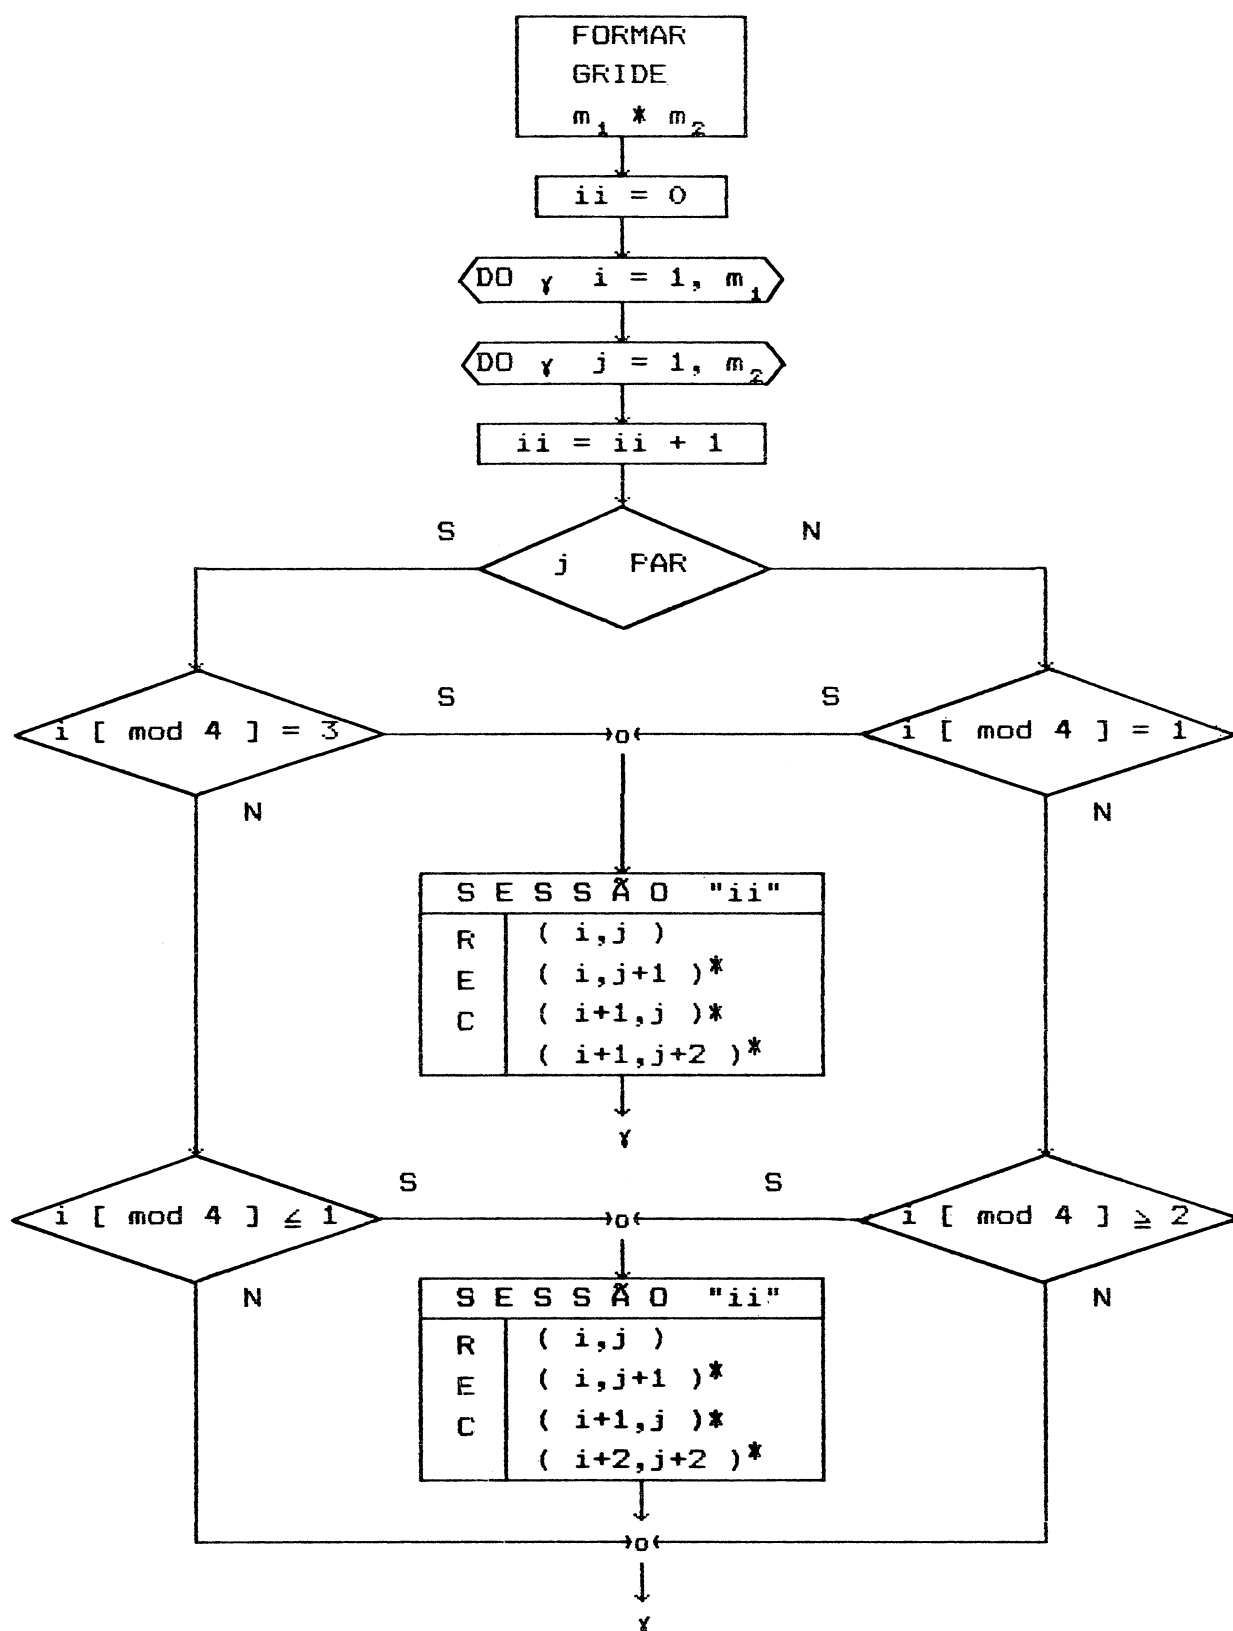 FORMAR
GRIDE
m₁ * m₂
ii = 0
DO γ i = 1, m₁
DO γ j = 1, m₂
ii = ii + 1
S
N
j PAR
S
S
i [ mod 4 ] = 3
o
i [ mod 4 ] = 1
N
N
S E S S Ã O "ii"
R ( i,j )
E ( i,j+1 )*
C ( i+1,j )*
( i+1,j+2 )*
γ
S
S
i [ mod 4 ] ≦ 1
o
i [ mod 4 ] ≧ 2
N
N
S E S S Ã O "ii"
R ( i,j )
E ( i,j+1 )*
C ( i+1,j )*
( i+2,j+2 )*
o
γ